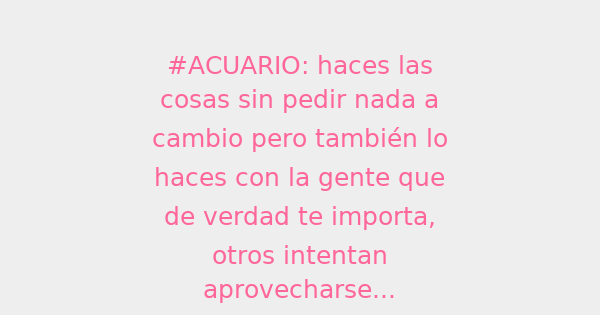 #ACUARIO: haces las
cosas sin pedir nada a
cambio pero también lo
haces con la gente que
de verdad te importa,
otros intentan
aprovecharse...